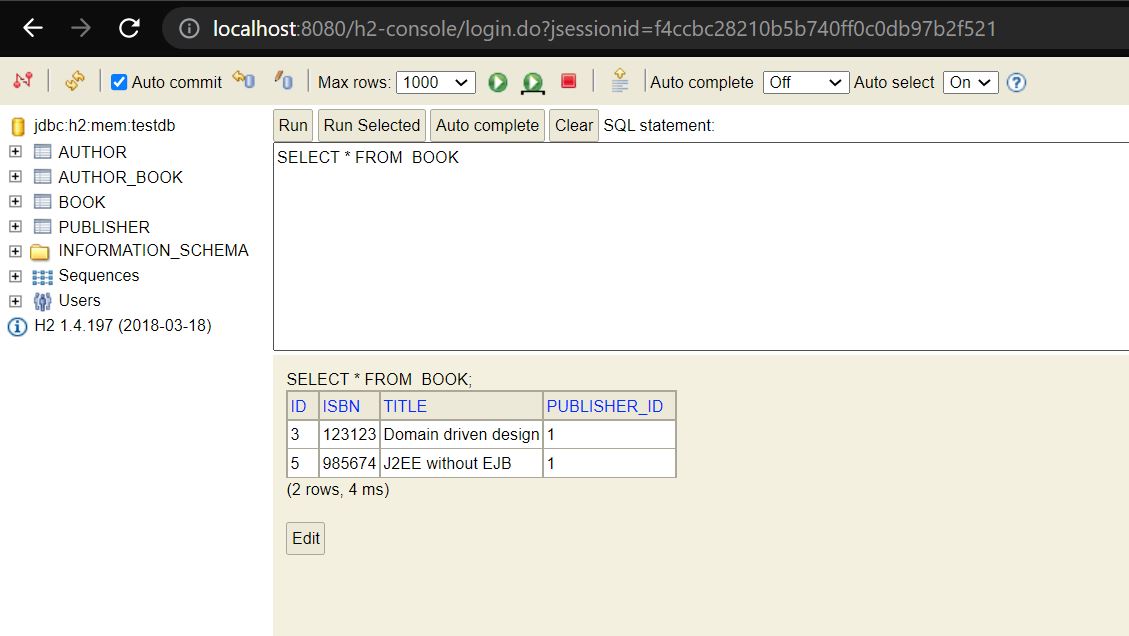 localhost:8080/h2-console/login.do?jsessionid=f4ccbc28210b5b740ff0c0db97b2f521
Auto commit Max rows: 1000 Auto complete Off Auto select On
jdbc:h2:mem:testdb
AUTHOR
AUTHOR_BOOK
BOOK
PUBLISHER
INFORMATION_SCHEMA
Sequences
Users
H2 1.4.197 (2018-03-18)
Run Run Selected Auto complete Clear SQL statement:
SELECT * FROM  BOOK
SELECT * FROM  BOOK;
ID ISBN TITLE PUBLISHER_ID
3 123123 Domain driven design 1
5 985674 J2EE without EJB 1
(2 rows, 4 ms)
Edit